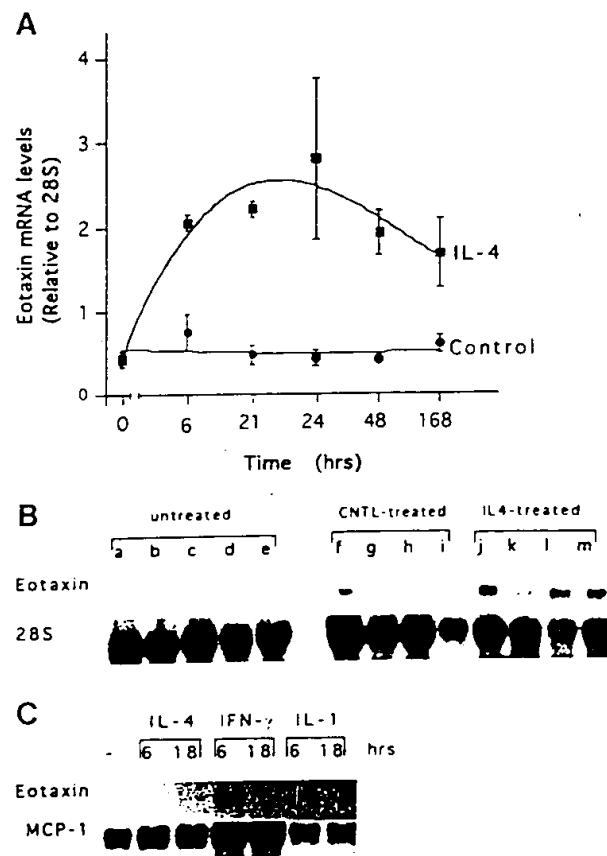 A
Eotaxin mRNA levels
(Relative to 28S)
4
3
2
1
0
IL-4
Control
0 6 21 24 48 168
Time (hrs)
B
untreated CNTL-treated IL4-treated
a b c d e f g h i j k l m
Eotaxin
28S
C
IL-4 IFN-γ IL-1
- 6 18 6 18 6 18 hrs
Eotaxin
MCP-1